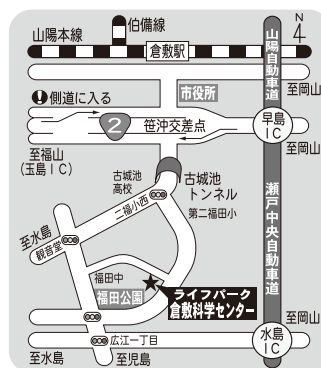 伯備線
山陽本線
N
4
倉敷駅
山陽自動車道
至岡山
市役所
!側道に入る
2
笹沖交差点
早島
IC
至福山
(玉島IC)
至岡山
古城池
高校
古城池
トンネル
二福小西
第二福田小
瀬戸中央自動車道
至水島
観音堂
福田中
福田公園
ライフパーク
倉敷科学センター
至岡山
広江一丁目
水島
IC
至水島
至児島